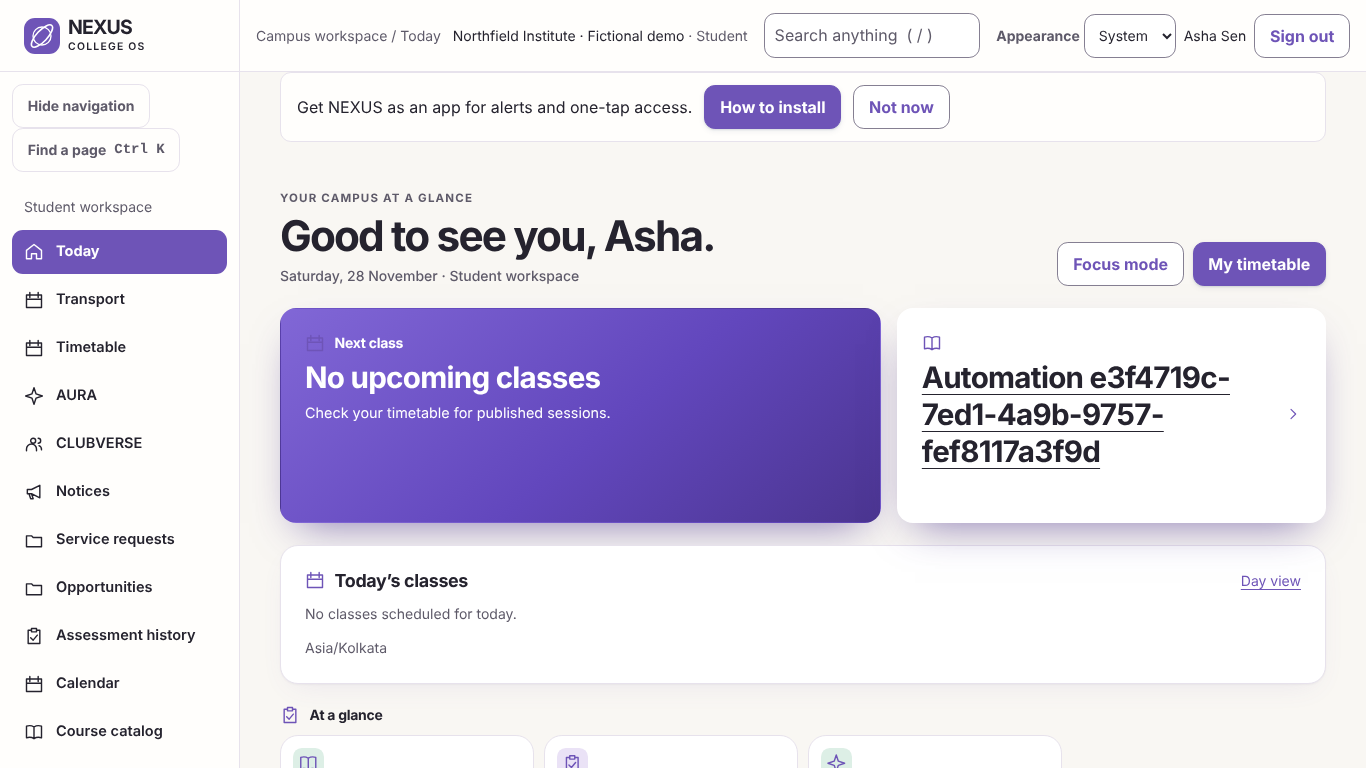 NEXUS
COLLEGE OS
Campus workspace / Today Northfield Institute · Fictional demo · Student Search anything ( / ) Appearance System Asha Sen Sign out
Hide navigation
Find a page Ctrl K
Student workspace
Today
Transport
Timetable
AURA
CLUBVERSE
Notices
Service requests
Opportunities
Assessment history
Calendar
Course catalog
Get NEXUS as an app for alerts and one-tap access. How to install Not now
YOUR CAMPUS AT A GLANCE
Good to see you, Asha.
Saturday, 28 November · Student workspace
Focus mode My timetable
Next class
No upcoming classes
Check your timetable for published sessions.
Automation e3f4719c-
7ed1-4a9b-9757-
fef8117a3f9d
Today’s classes Day view
No classes scheduled for today.
Asia/Kolkata
At a glance